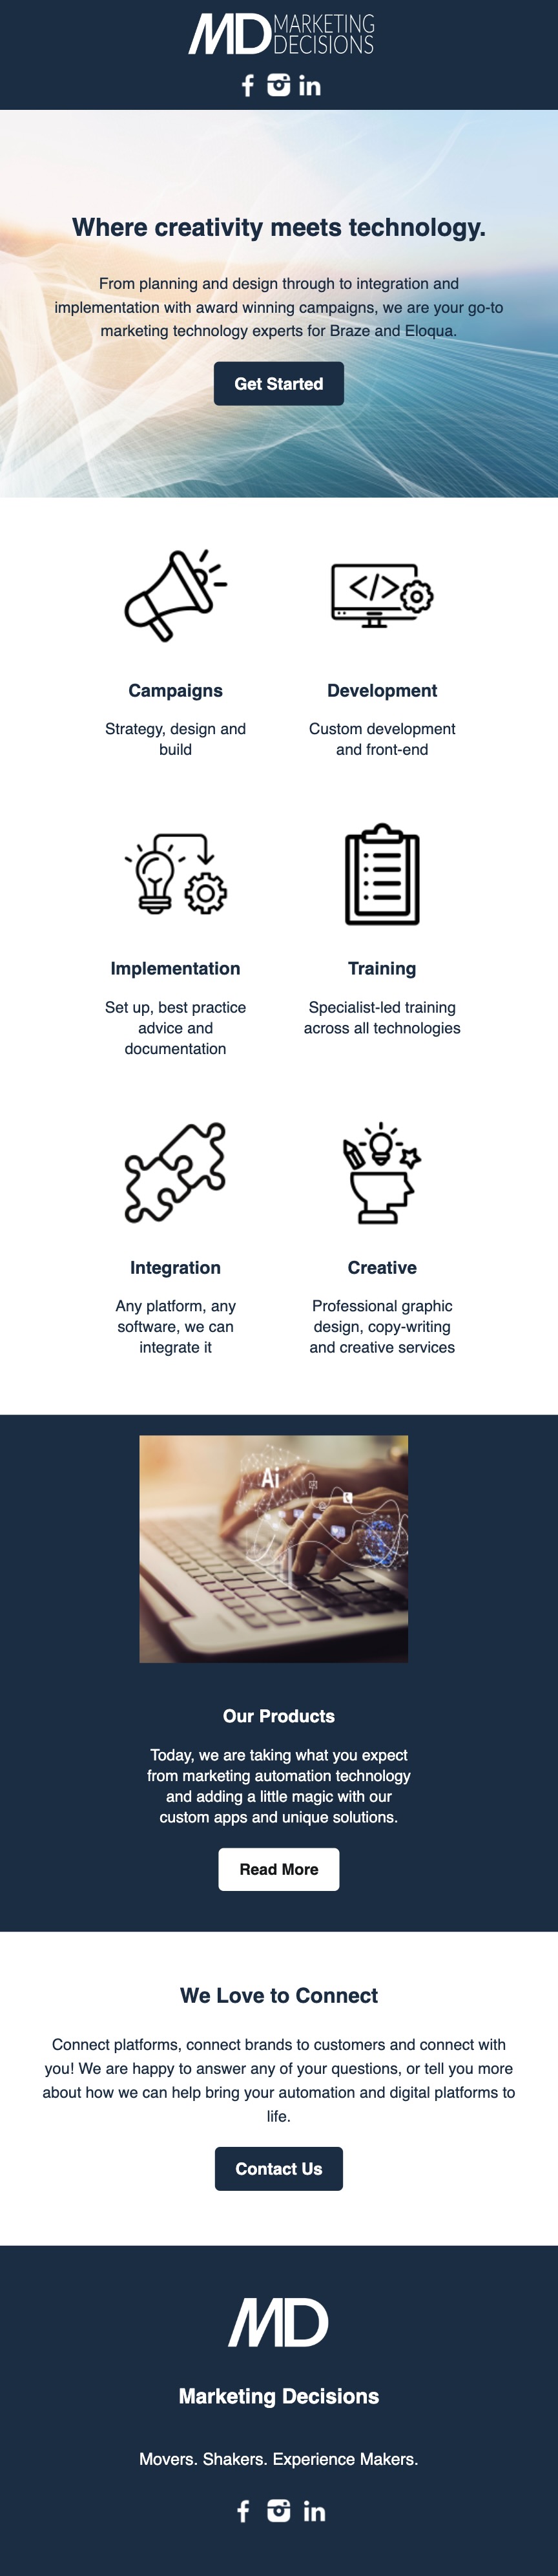 MD MARKETING
DECISIONS
f in
Where creativity meets technology.
From planning and design through to integration and
implementation with award winning campaigns, we are your go-to
marketing technology experts for Braze and Eloqua.
Get Started
</>
Campaigns
Strategy, design and
build
Development
Custom development
and front-end
Implementation
Set up, best practice
advice and
documentation
Training
Specialist-led training
across all technologies
Integration
Any platform, any
software, we can
integrate it
Creative
Professional graphic
design, copy-writing
and creative services
Ai
Our Products
Today, we are taking what you expect
from marketing automation technology
and adding a little magic with our
custom apps and unique solutions.
Read More
We Love to Connect
Connect platforms, connect brands to customers and connect with
you! We are happy to answer any of your questions, or tell you more
about how we can help bring your automation and digital platforms to
life.
Contact Us
MD
Marketing Decisions
Movers. Shakers. Experience Makers.
f in